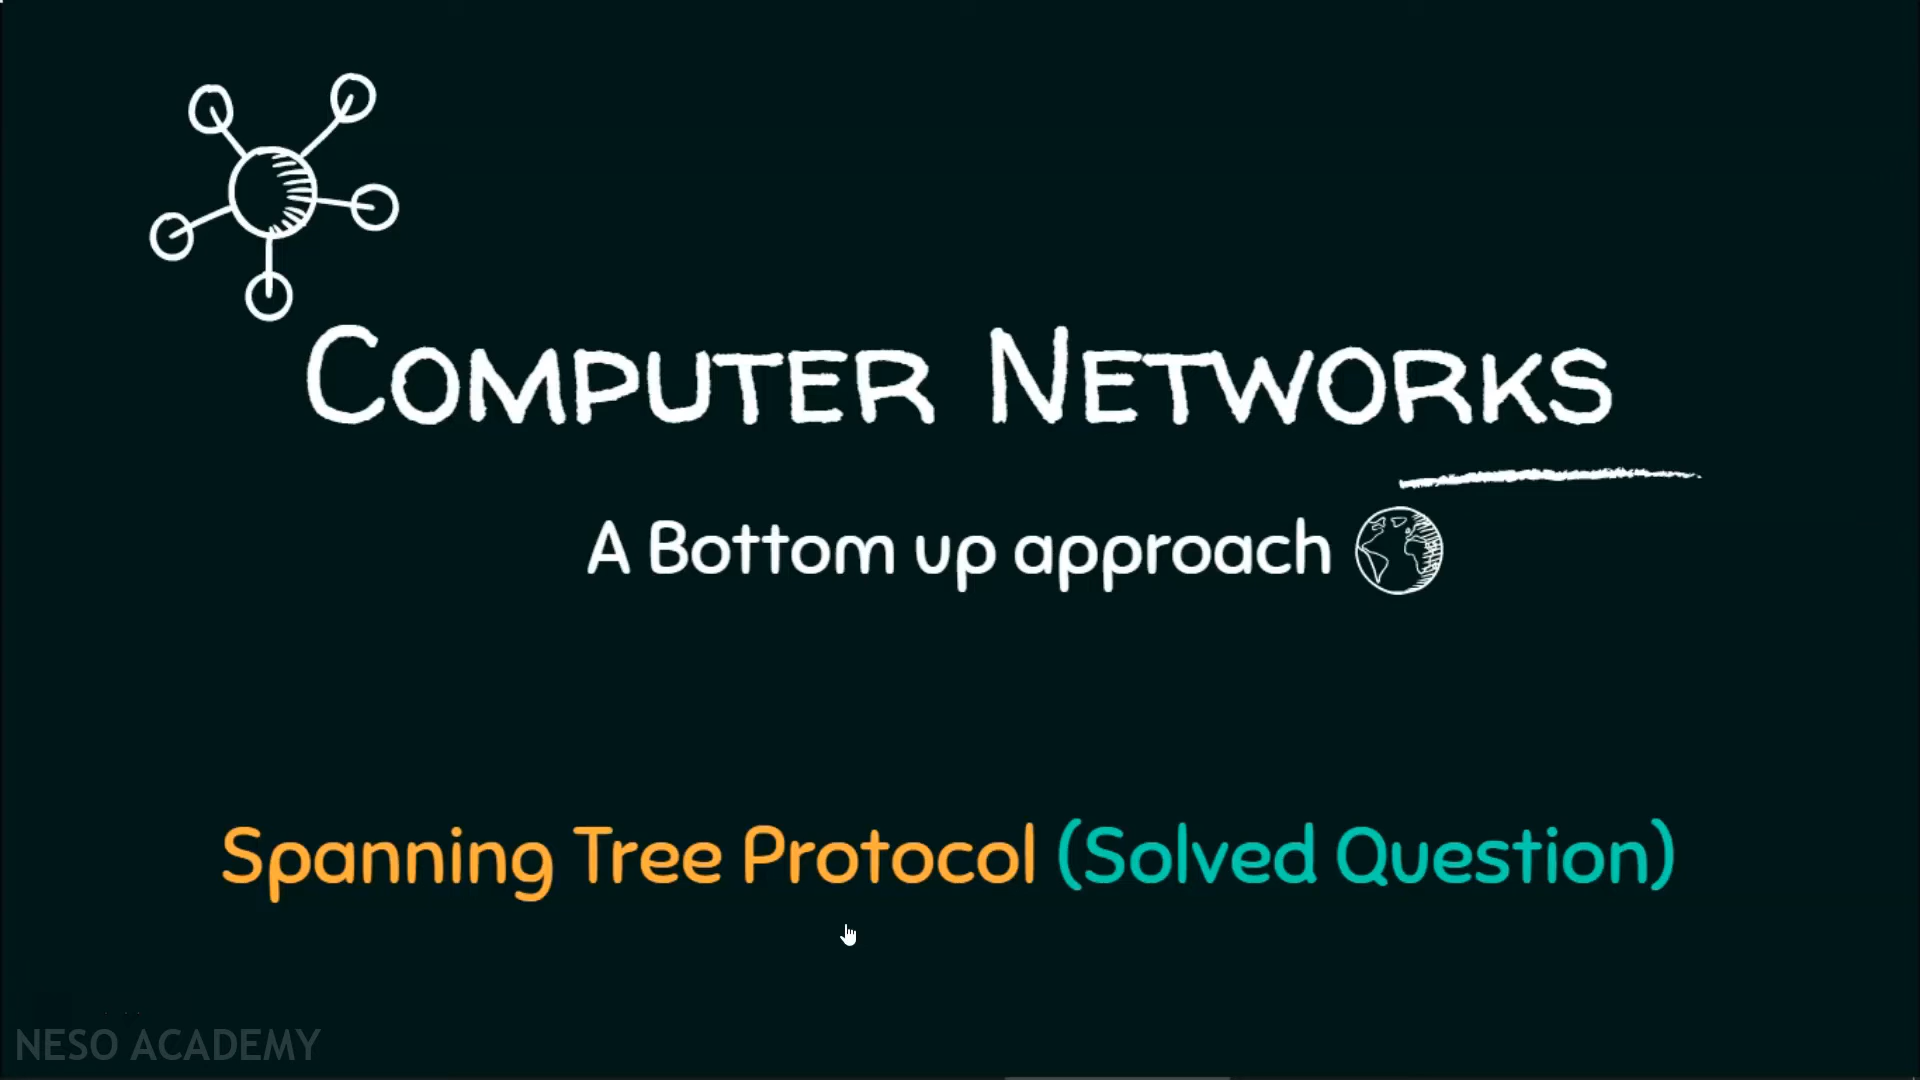 COMPUTER NETWORKS
A Bottom up approach
Spanning Tree Protocol (Solved Question)
NESO ACADEMY